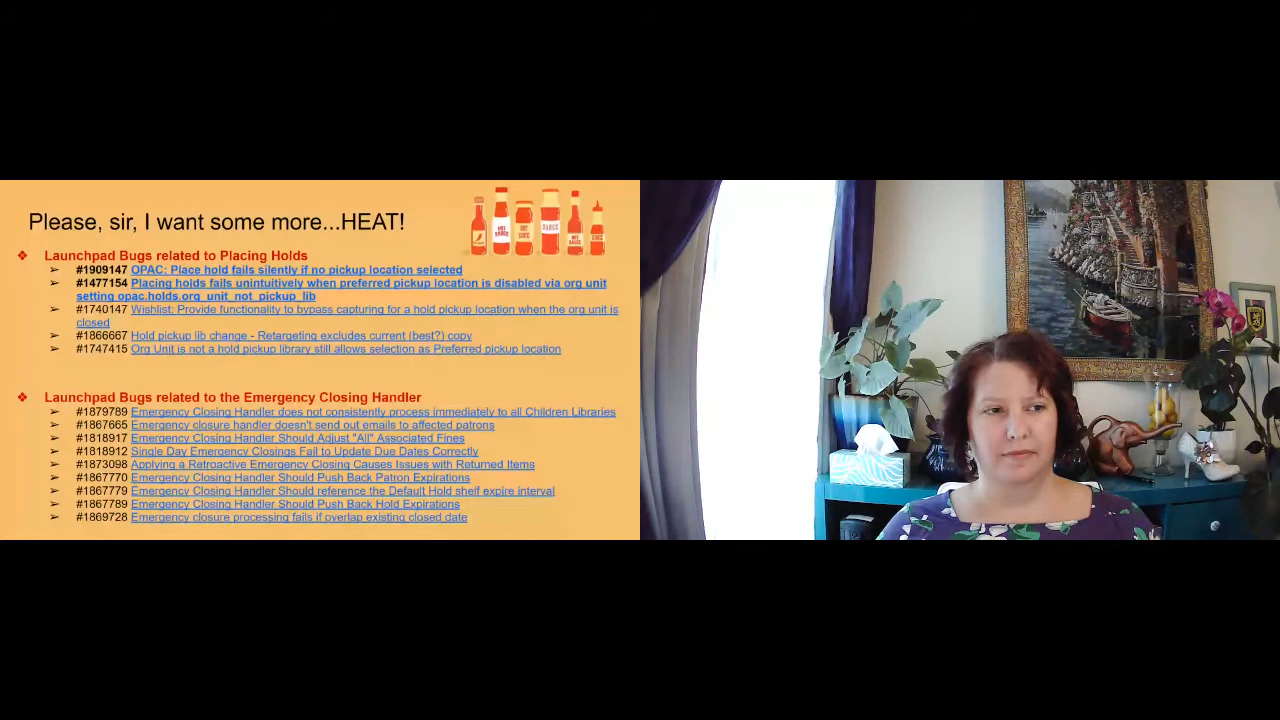 Please, sir, I want some more...HEAT!
❖ Launchpad Bugs related to Placing Holds
➢ #1909147 OPAC: Place hold fails silently if no pickup location selected
➢ #1477154 Placing holds fails unintuitively when preferred pickup location is disabled via org unit
setting opac.holds.org_unit_not_pickup_lib
➢ #1740147 Wishlist: Provide functionality to bypass capturing for a hold pickup location when the org unit is
closed
➢ #1866667 Hold pickup lib change - Retargeting excludes current (best?) copy
➢ #1747415 Org Unit is not a hold pickup library still allows selection as Preferred pickup location
❖ Launchpad Bugs related to the Emergency Closing Handler
➢ #1879789 Emergency Closing Handler does not consistently process immediately to all Children Libraries
➢ #1867665 Emergency closure handler doesn't send out emails to affected patrons
➢ #1818917 Emergency Closing Handler Should Adjust "All" Associated Fines
➢ #1818912 Single Day Emergency Closings Fail to Update Due Dates Correctly
➢ #1873098 Applying a Retroactive Emergency Closing Causes Issues with Returned Items
➢ #1867770 Emergency Closing Handler Should Push Back Patron Expirations
➢ #1867779 Emergency Closing Handler Should reference the Default Hold shelf expire interval
➢ #1867789 Emergency Closing Handler Should Push Back Hold Expirations
➢ #1869728 Emergency closure processing fails if overlap existing closed date